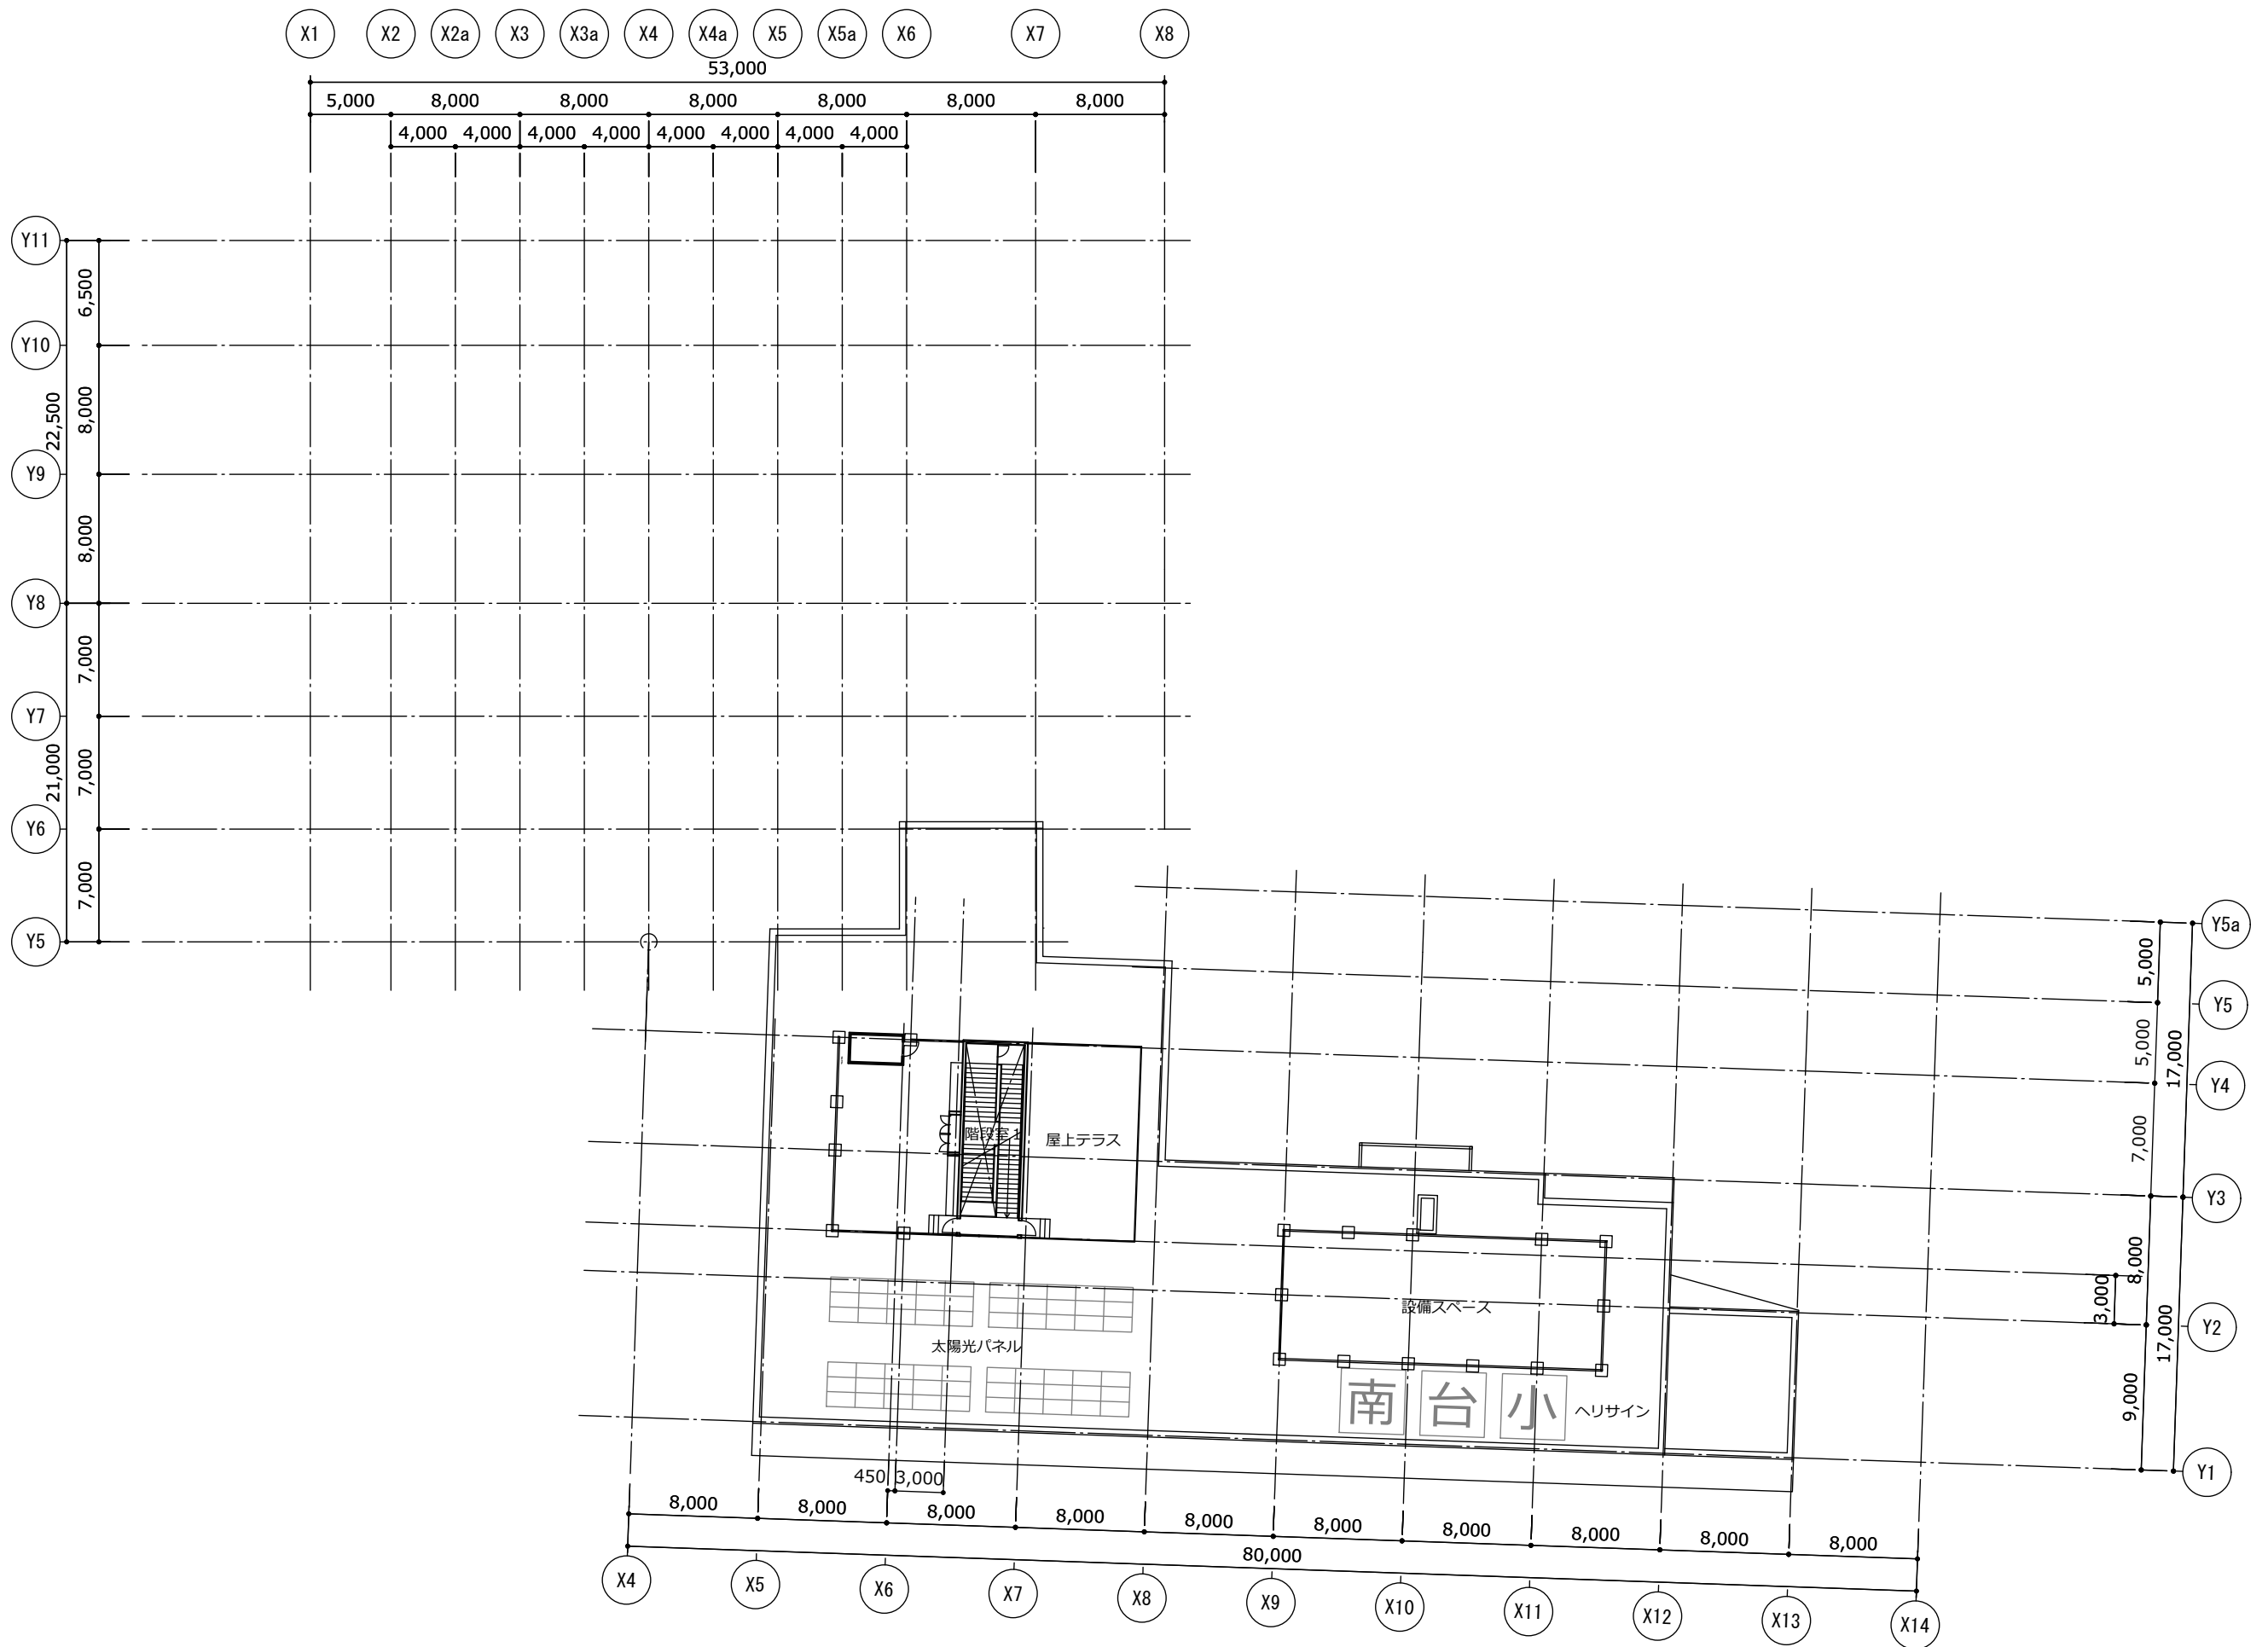 X1 X2 X2a X3 X3a X4 X4a X5 X5a X6 X7 X8
53,000
5,000 8,000 8,000 8,000 8,000 8,000 8,000
4,000 4,000 4,000 4,000 4,000 4,000 4,000 4,000
Y11
6,500
Y10
8,000
22,500
Y9
8,000
Y8
7,000
Y7
7,000
21,000
Y6
7,000
Y5
Y5a
5,000
Y5
5,000
17,000
Y4
7,000
Y3
8,000
3,000
Y2
17,000
9,000
Y1
階段室1
屋上テラス
設備スペース
太陽光パネル
南 台 小
ヘリサイン
450 3,000
8,000 8,000 8,000 8,000 8,000 8,000 8,000 8,000 8,000 8,000
80,000
X4 X5 X6 X7 X8 X9 X10 X11 X12 X13 X14